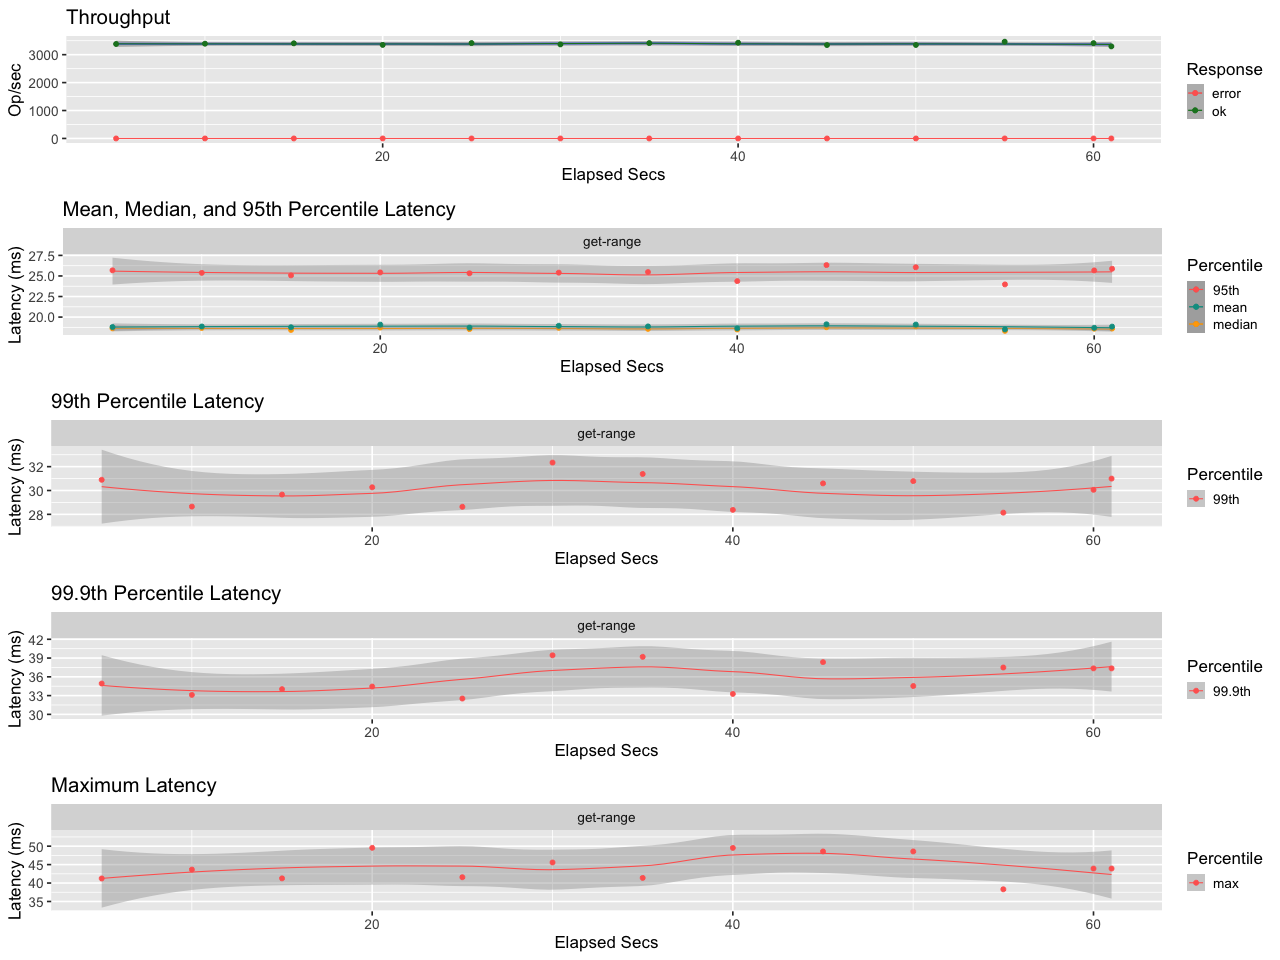 Throughput
Op/sec
3000
2000
1000
0
20
40
60
Elapsed Secs
Response
error
ok
Mean, Median, and 95th Percentile Latency
get-range
Latency (ms)
27.5
25.0
22.5
20.0
20
40
60
Elapsed Secs
Percentile
95th
mean
median
99th Percentile Latency
get-range
Latency (ms)
32
30
28
20
40
60
Elapsed Secs
Percentile
99th
99.9th Percentile Latency
get-range
Latency (ms)
42
39
36
33
30
20
40
60
Elapsed Secs
Percentile
99.9th
Maximum Latency
get-range
Latency (ms)
50
45
40
35
20
40
60
Elapsed Secs
Percentile
max